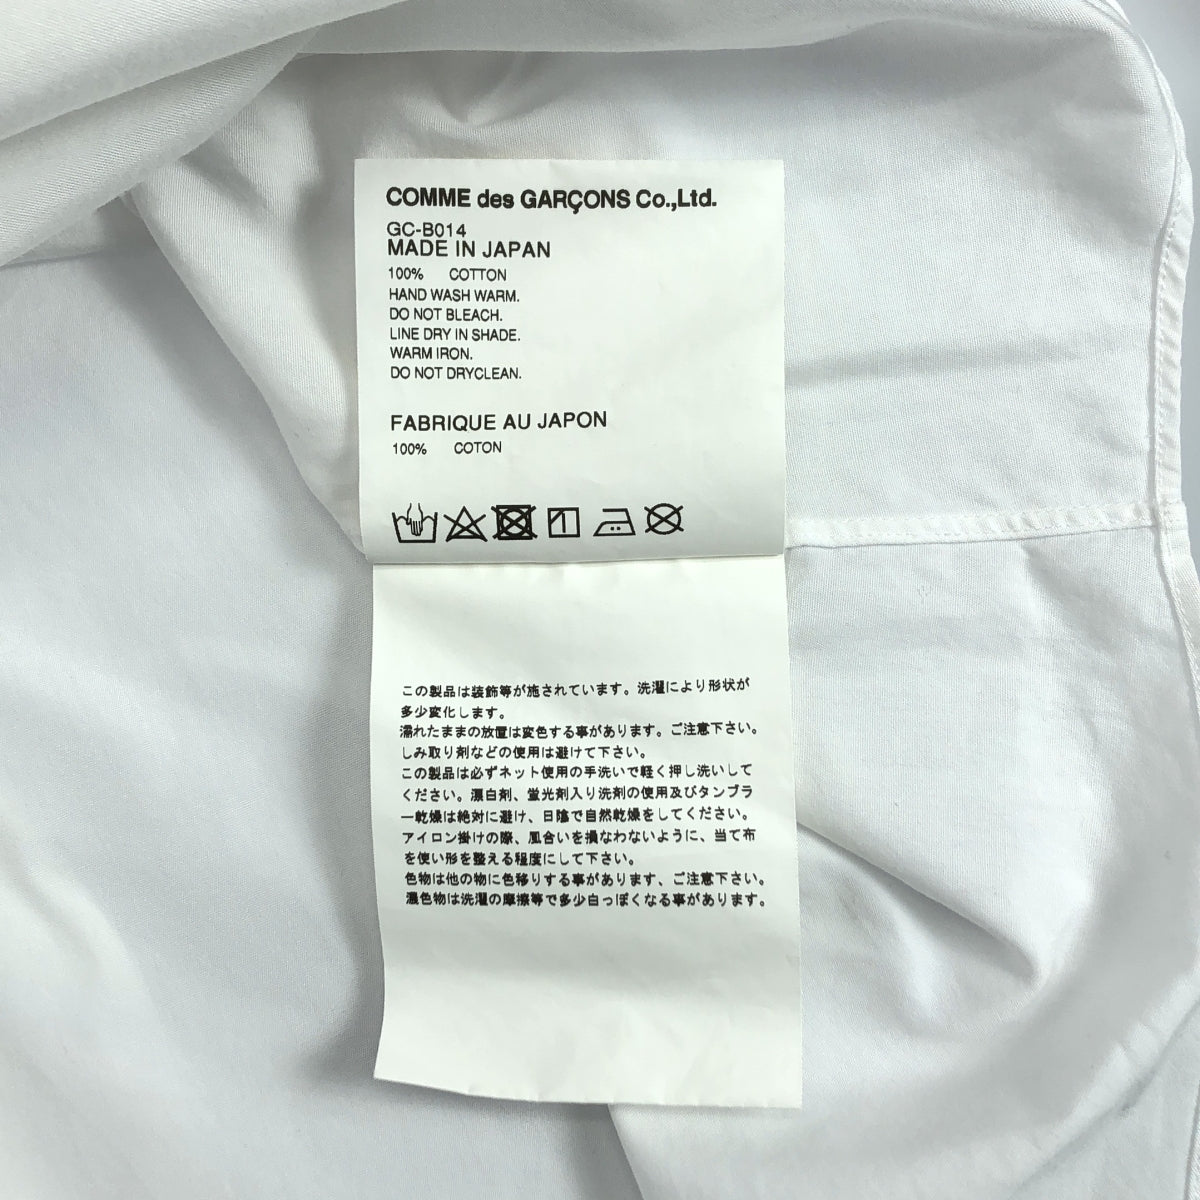 COMME des GARÇONS Co.,Ltd.
GC-B014
MADE IN JAPAN
100% COTTON
HAND WASH WARM.
DO NOT BLEACH.
LINE DRY IN SHADE.
WARM IRON.
DO NOT DRYCLEAN.
FABRIQUE AU JAPON
100% COTON
この製品は装飾等が施されています。洗濯により形状が
多少変化します。
濡れたままの放置は変色する事があります。ご注意下さい。
しみ取り剤などの使用は避けて下さい。
この製品は必ずネット使用の手洗いで軽く押し洗いして
ください。漂白剤、蛍光剤入り洗剤の使用及びタンブラ
ー乾燥は絶対に避け、日陰で自然乾燥をしてください。
アイロン掛けの際、風合いを損なわないように、当て布
を使い形を整える程度にして下さい。
色物は他の物に色移りする事があります、ご注意下さい。
濃色物は洗濯の摩擦等で多少白っぽくなる事があります。